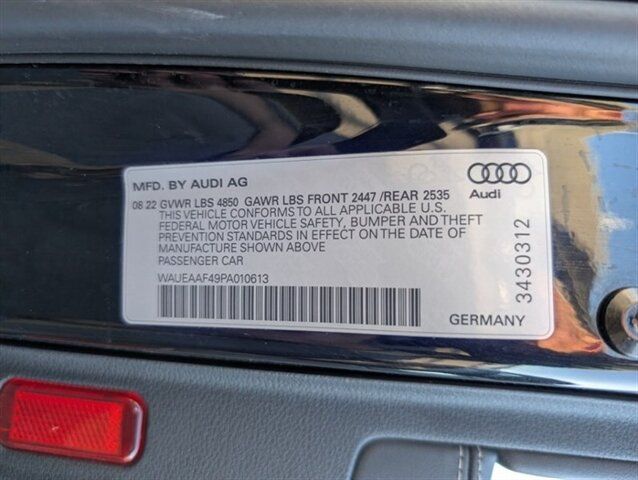 MFD. BY AUDI AG
08 22 GVWR LBS 4850 GAWR LBS FRONT 2447 /REAR 2535
THIS VEHICLE CONFORMS TO ALL APPLICABLE U.S.
FEDERAL MOTOR VEHICLE SAFETY, BUMPER AND THEFT
PREVENTION STANDARDS IN EFFECT ON THE DATE OF
MANUFACTURE SHOWN ABOVE
PASSENGER CAR
WAUEAAF49PA010613
Audi
3430312
GERMANY